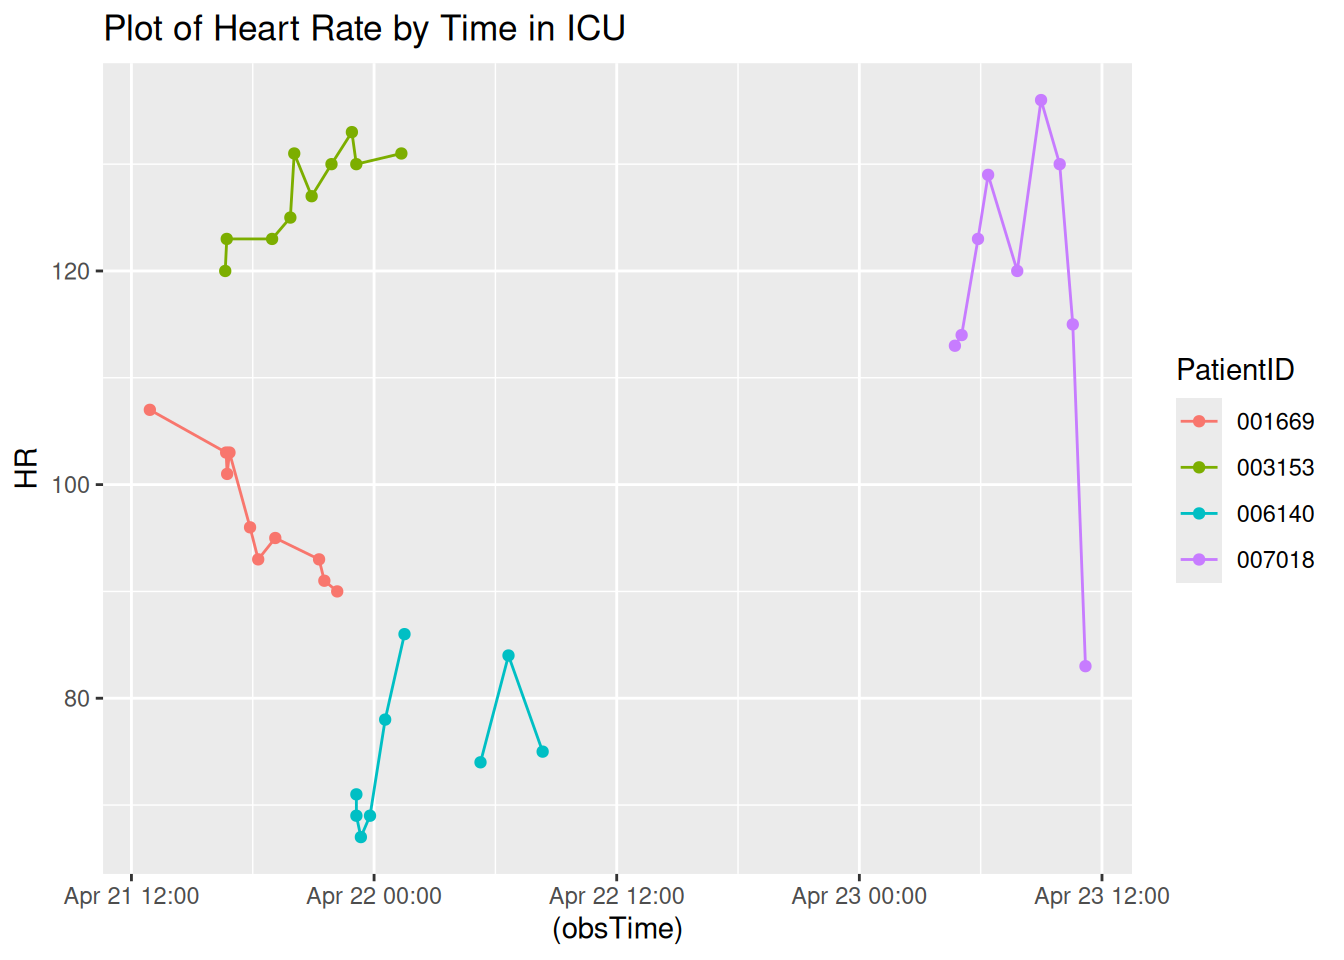 Plot of Heart Rate by Time in ICU
HR
120
100
80
Apr 21 12:00 Apr 22 00:00 Apr 22 12:00 Apr 23 00:00 Apr 23 12:00
(obsTime)
PatientID
001669
003153
006140
007018